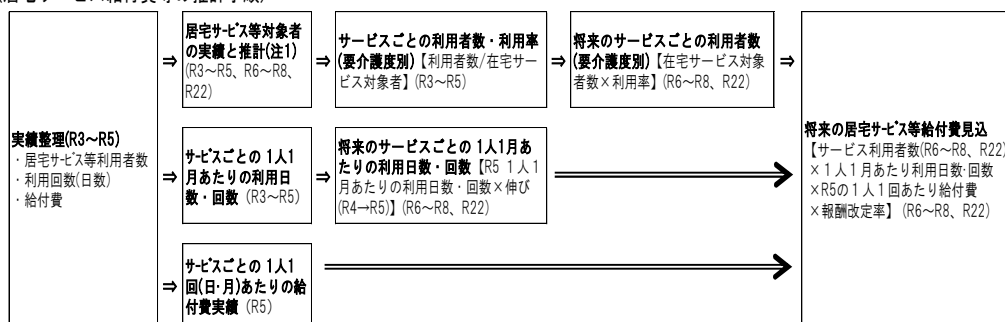 実績整理(R3～R5)
・居宅サービス等利用者数
・利用回数(日数)
・給付費
⇒
居宅サービス等対象者
の実績と推計(注1)
(R3～R5、R6～R8、
R22)
⇒
サービスごとの利用者数・利用率
(要介護度別)【利用者数/在宅サー
ビス対象者】(R3～R5)
⇒
将来のサービスごとの利用者数
(要介護度別)【在宅サービス対象
者数×利用率】(R6～R8、R22)
⇒
⇒
サービスごとの 1人1
月あたりの利用日
数・回数 (R3～R5)
⇒
将来のサービスごとの 1人1月あ
たりの利用日数・回数【R5 1人1
月あたりの利用日数・回数×伸び
(R4→R5)】(R6～R8、R22)
⇒
サービスごとの 1人1
回(日・月)あたりの給
付費実績 (R5)
将来の居宅サービス等給付費見込
【サービス利用者数(R6～R8、R22)
×1人1月あたり利用日数・回数
×R5の1人1回あたり給付費
×報酬改定率】 (R6～R8、R22)